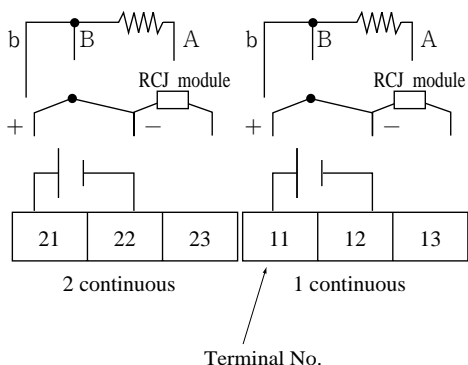 b B A b B A
RCJ module RCJ module
+ − + −
21 22 23 11 12 13
2 continuous 1 continuous
Terminal No.